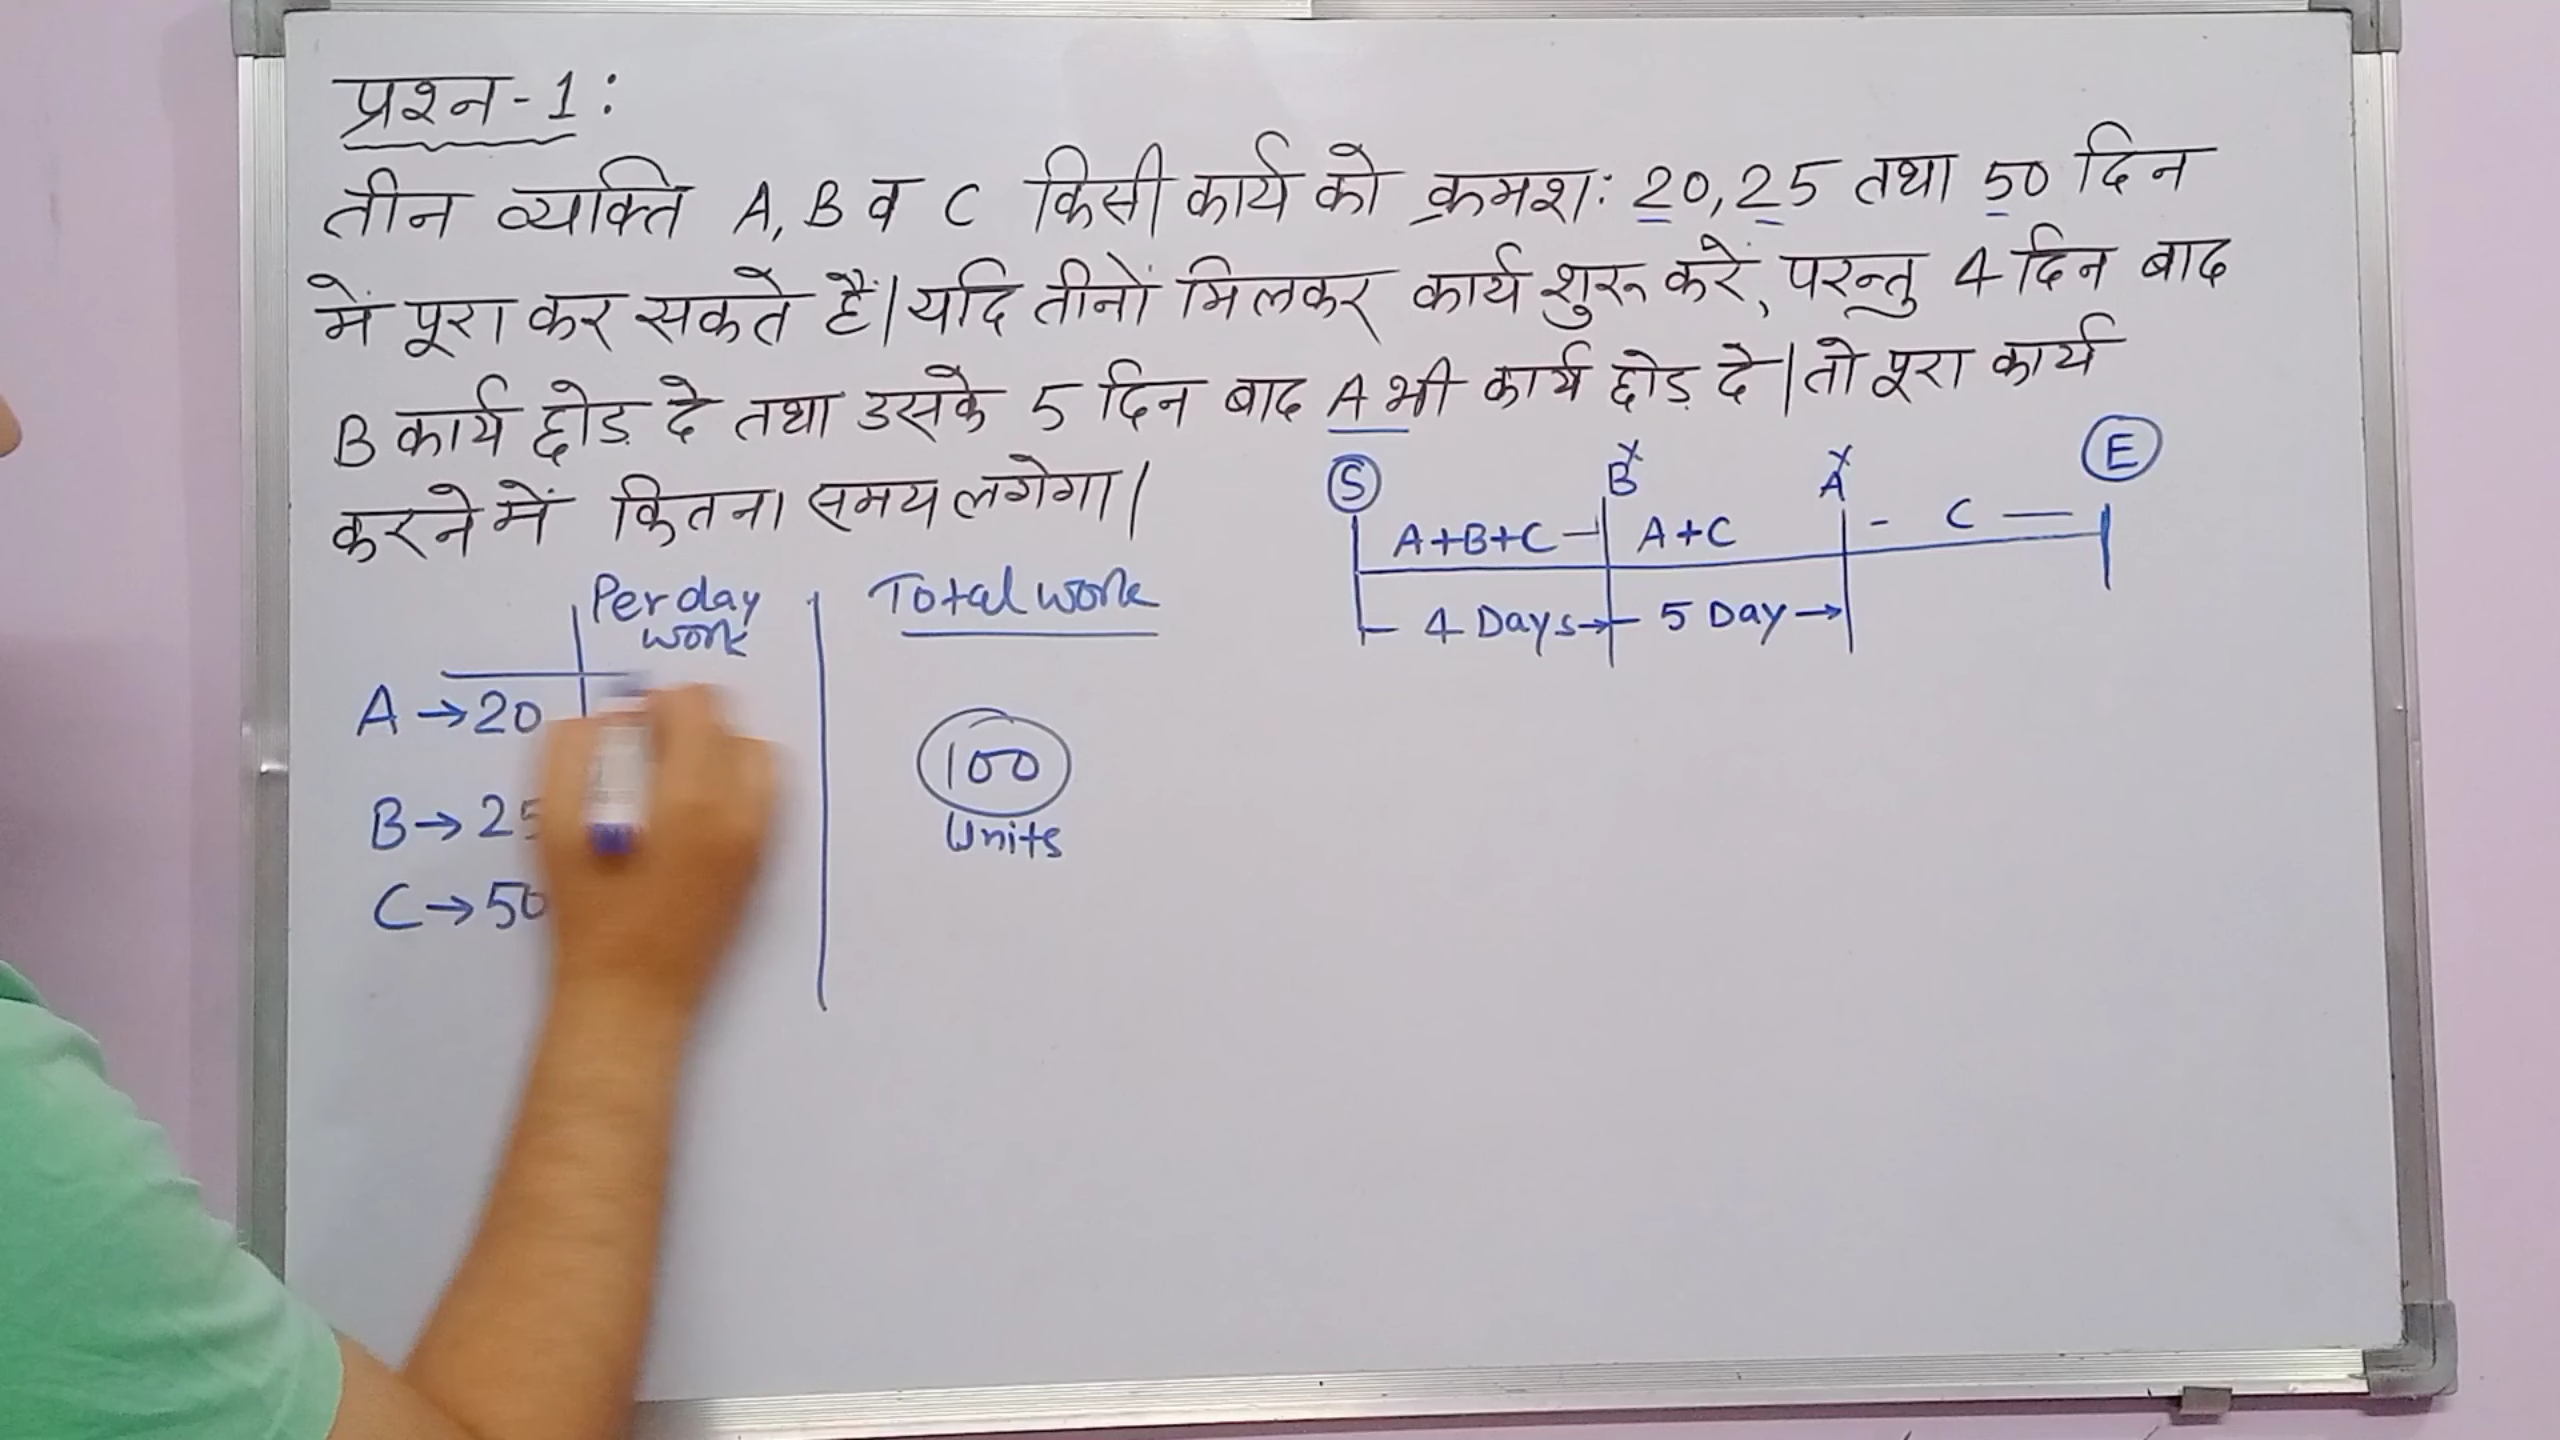 प्रश्न-1:
तीन व्यक्ति A, B व C किसी कार्य को क्रमश: 20, 25 तथा 50 दिन
में पूरा कर सकते हैं। यदि तीनों मिलकर कार्य शुरू करें, परन्तु 4 दिन बाद
B कार्य छोड़ दे तथा उसके 5 दिन बाद A भी कार्य छोड़ दे। तो पूरा कार्य
करने में कितना समय लगेगा।
S B A E
A+B+C A+C - C —
4 Days 5 Day
Per day
work
Total work
A → 20
B → 25
C → 50
100
Units